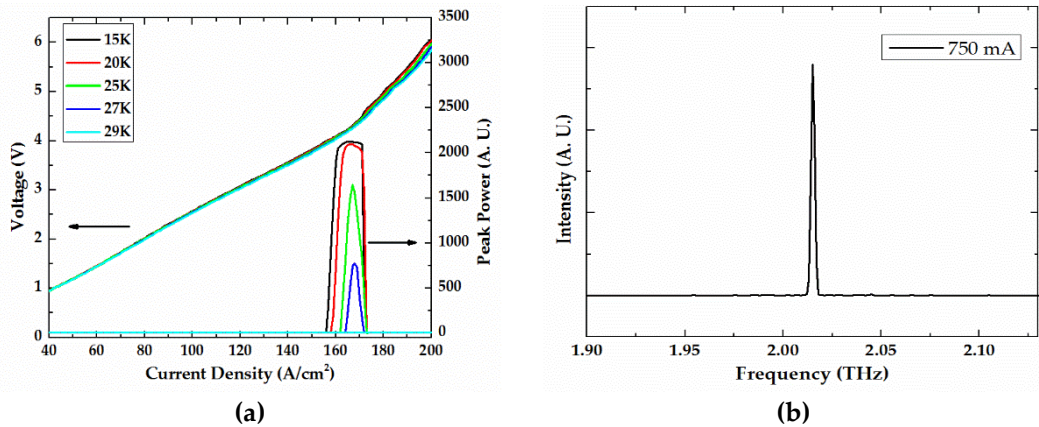 15K
20K
25K
27K
29K
Voltage (V)
6
5
4
3
2
1
0
40 60 80 100 120 140 160 180 200
Current Density (A/cm²)
3500
3000
2500
2000
1500
1000
500
0
Peak Power (A. U.)
(a)
750 mA
Intensity (A. U.)
1.90 1.95 2.00 2.05 2.10
Frequency (THz)
(b)